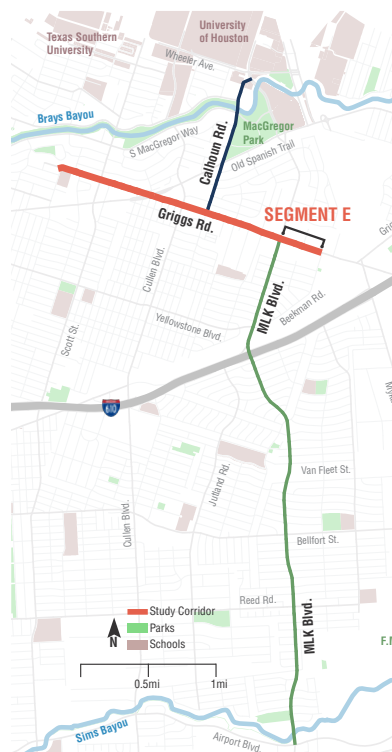 University
of Houston
Texas Southern
University
Wheeler Ave.
Brays Bayou
S MacGregor Way
MacGregor
Park
Old Spanish Trail
Calhoun Rd.
SEGMENT E
Griggs Rd.
Cullen Blvd.
MLK Blvd.
Beekman Rd.
Scott St.
Yellowstone Blvd.
610
Jutland Rd.
Van Fleet St.
Cullen Blvd.
Bellfort St.
Reed Rd.
MLK Blvd.
Study Corridor
Parks
Schools
N
0.5mi
1mi
Sims Bayou
Airport Blvd.